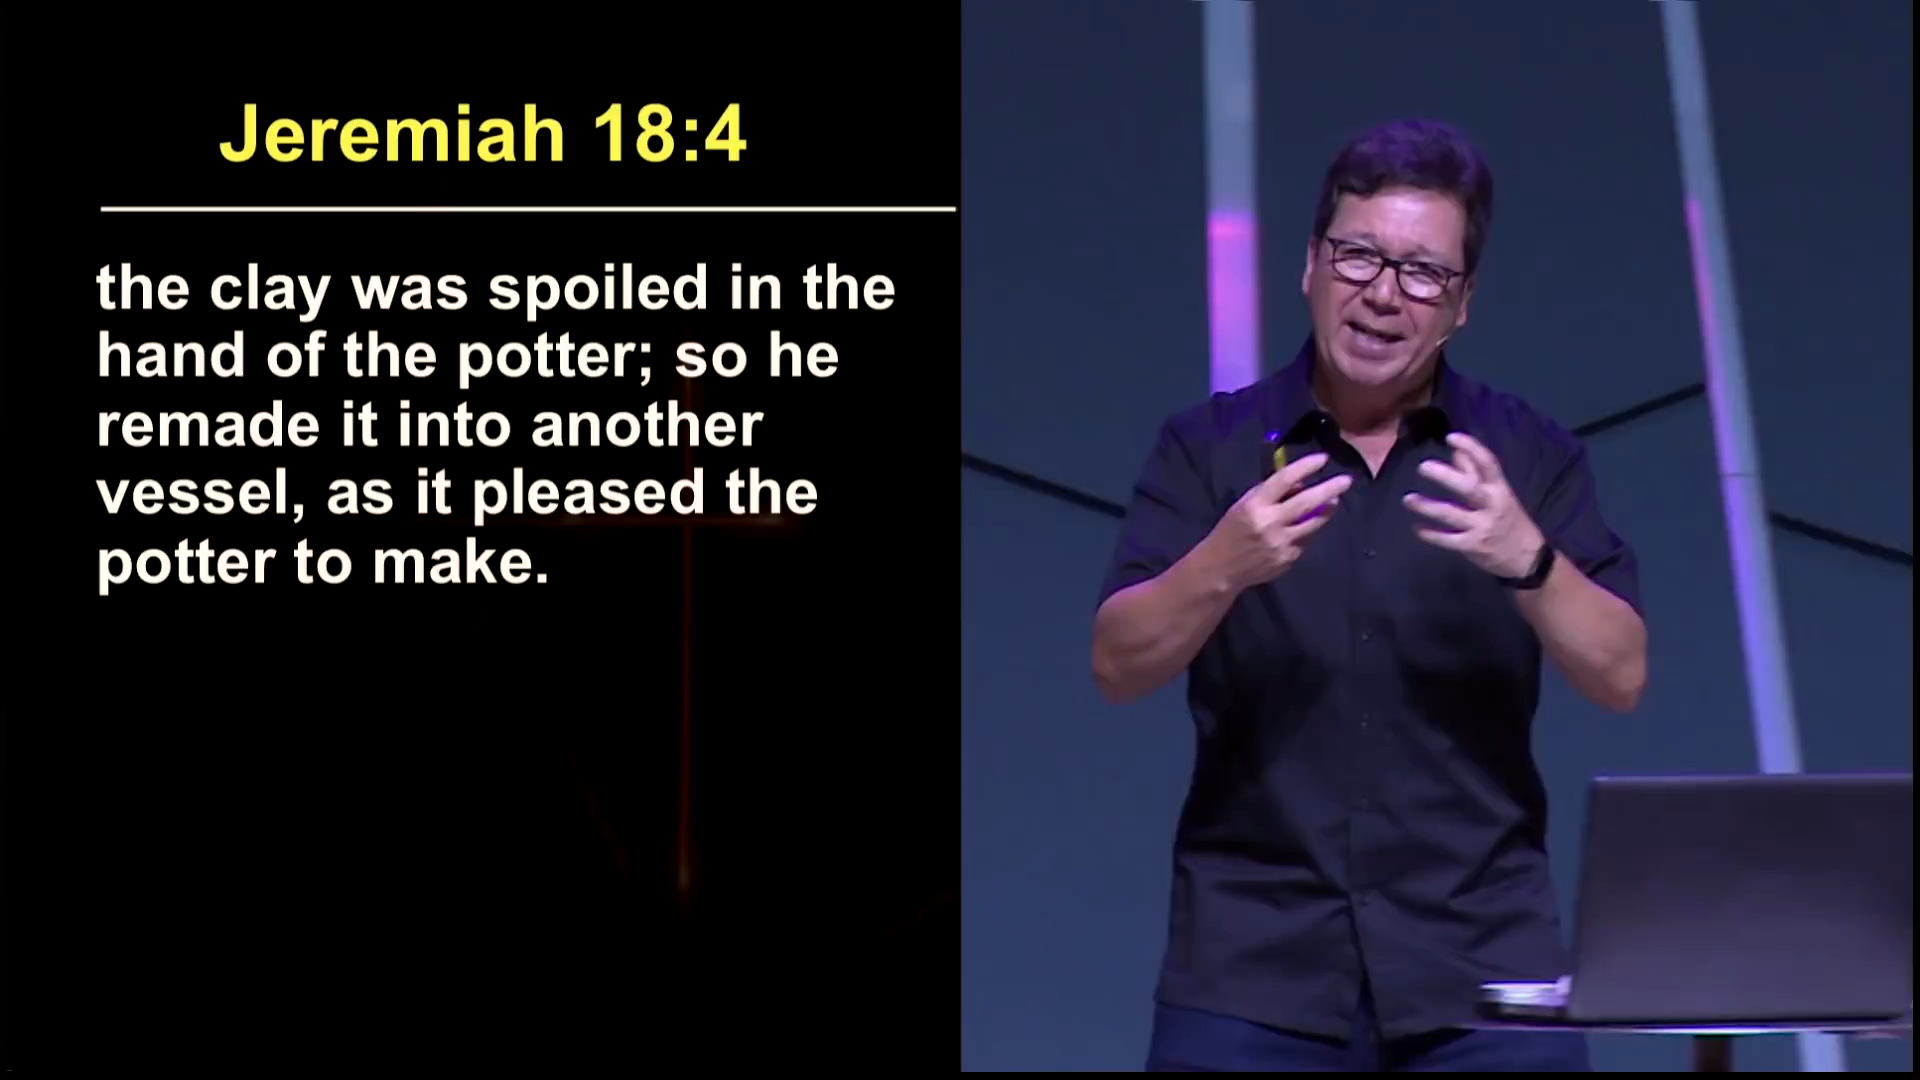 Jeremiah 18:4
the clay was spoiled in the
hand of the potter; so he
remade it into another
vessel, as it pleased the
potter to make.